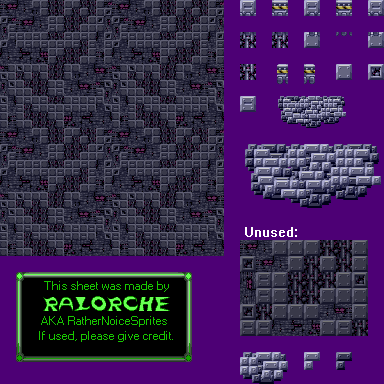 Unused:
This sheet was made by
RALORCHE
AKA RatherNoiceSprites
If used, please give credit.